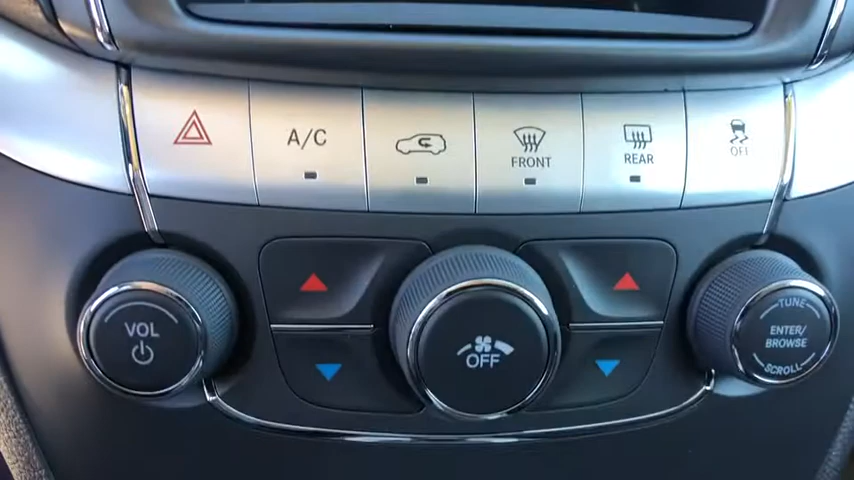 A/C
FRONT
REAR
OFF
VOL
OFF
TUNE
ENTER/
BROWSE
SCROLL